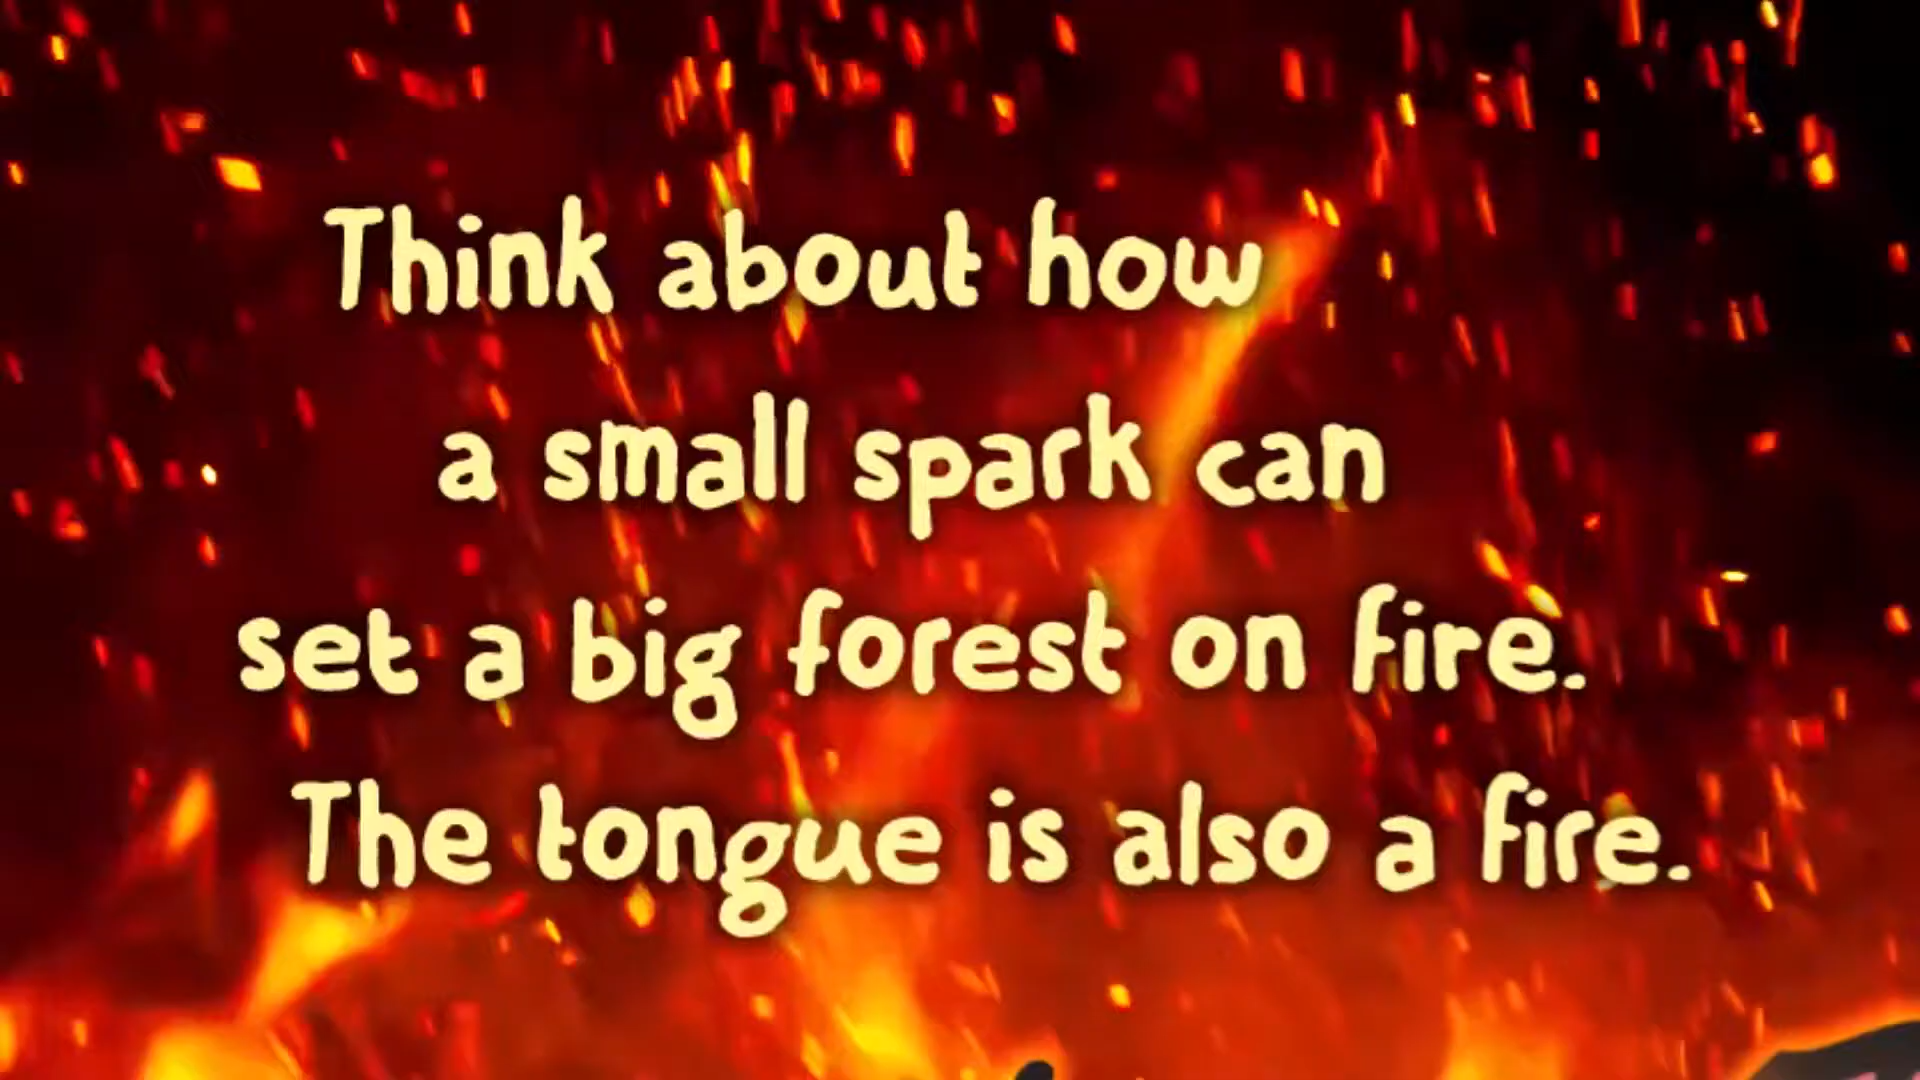 Think about how
a small spark can
set a big forest on fire.
The tongue is also a fire.